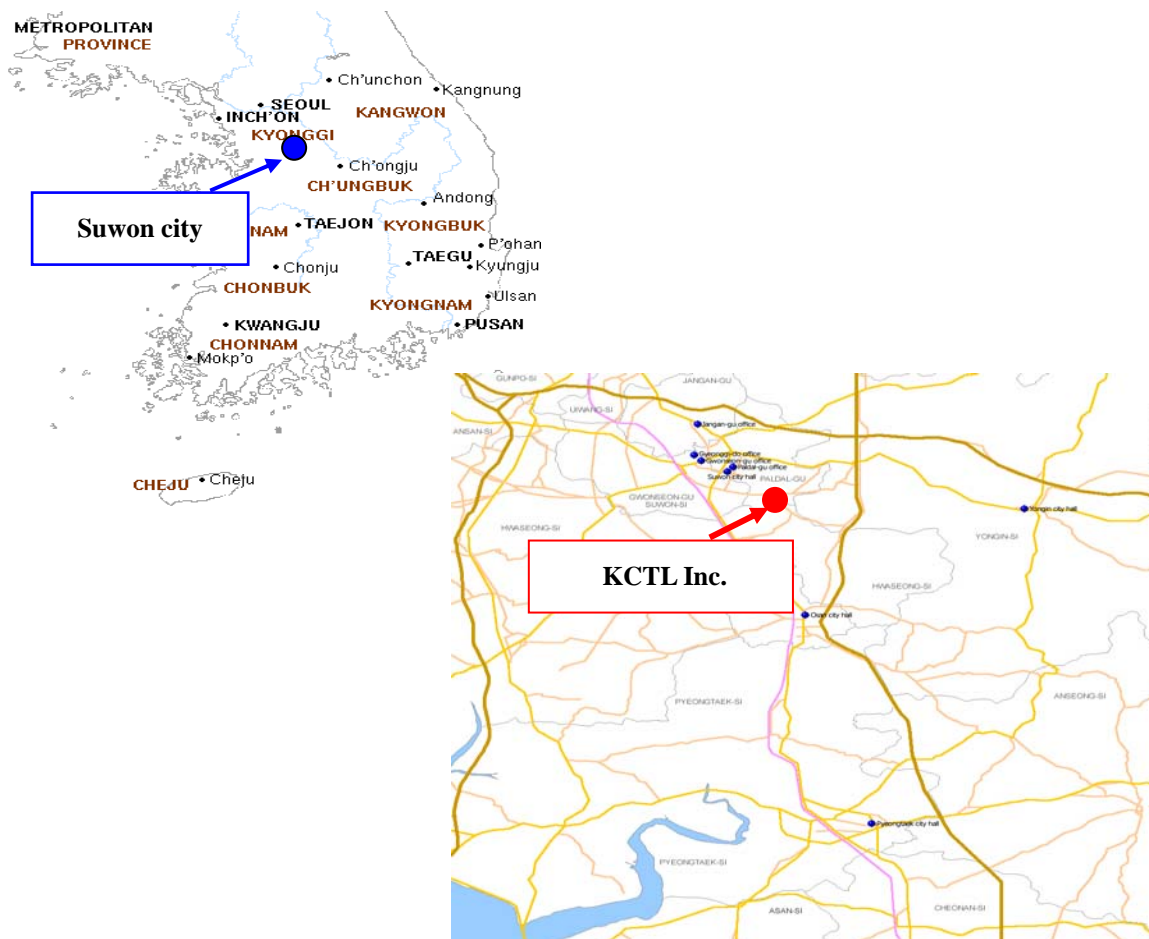 METROPOLITAN
PROVINCE
Ch'unchon
Kangnung
SEOUL
INCH'ON
KANGWON
KYONGGI
Ch'ongju
CH'UNGBUK
Andong
Suwon city
NAM
TAEJON
KYONGBUK
P'ohan
TAEGU
Kyungju
Chonju
CHONBUK
Ulsan
KYONGNAM
KWANGJU
PUSAN
CHONNAM
Mokp'o
CHEJU
Cheju
GUNPO-SI
JANGAN-GU
UIWANG-SI
Jangan-gu office
ANSAN-SI
Gyeonggi-do office
Gwonseon-gu office
Paldal-gu office
Suwon city hall
PALDAL-GU
GWONSEON-GU
SUWON-SI
Yongin city hall
HWASEONG-SI
YONGIN-SI
KCTL Inc.
HWASEONG-SI
Osan city hall
PYEONGTAEK-SI
ANSEONG-SI
Pyeongtaek city hall
PYEONGTAEK-SI
ASAN-SI
CHEONAN-SI